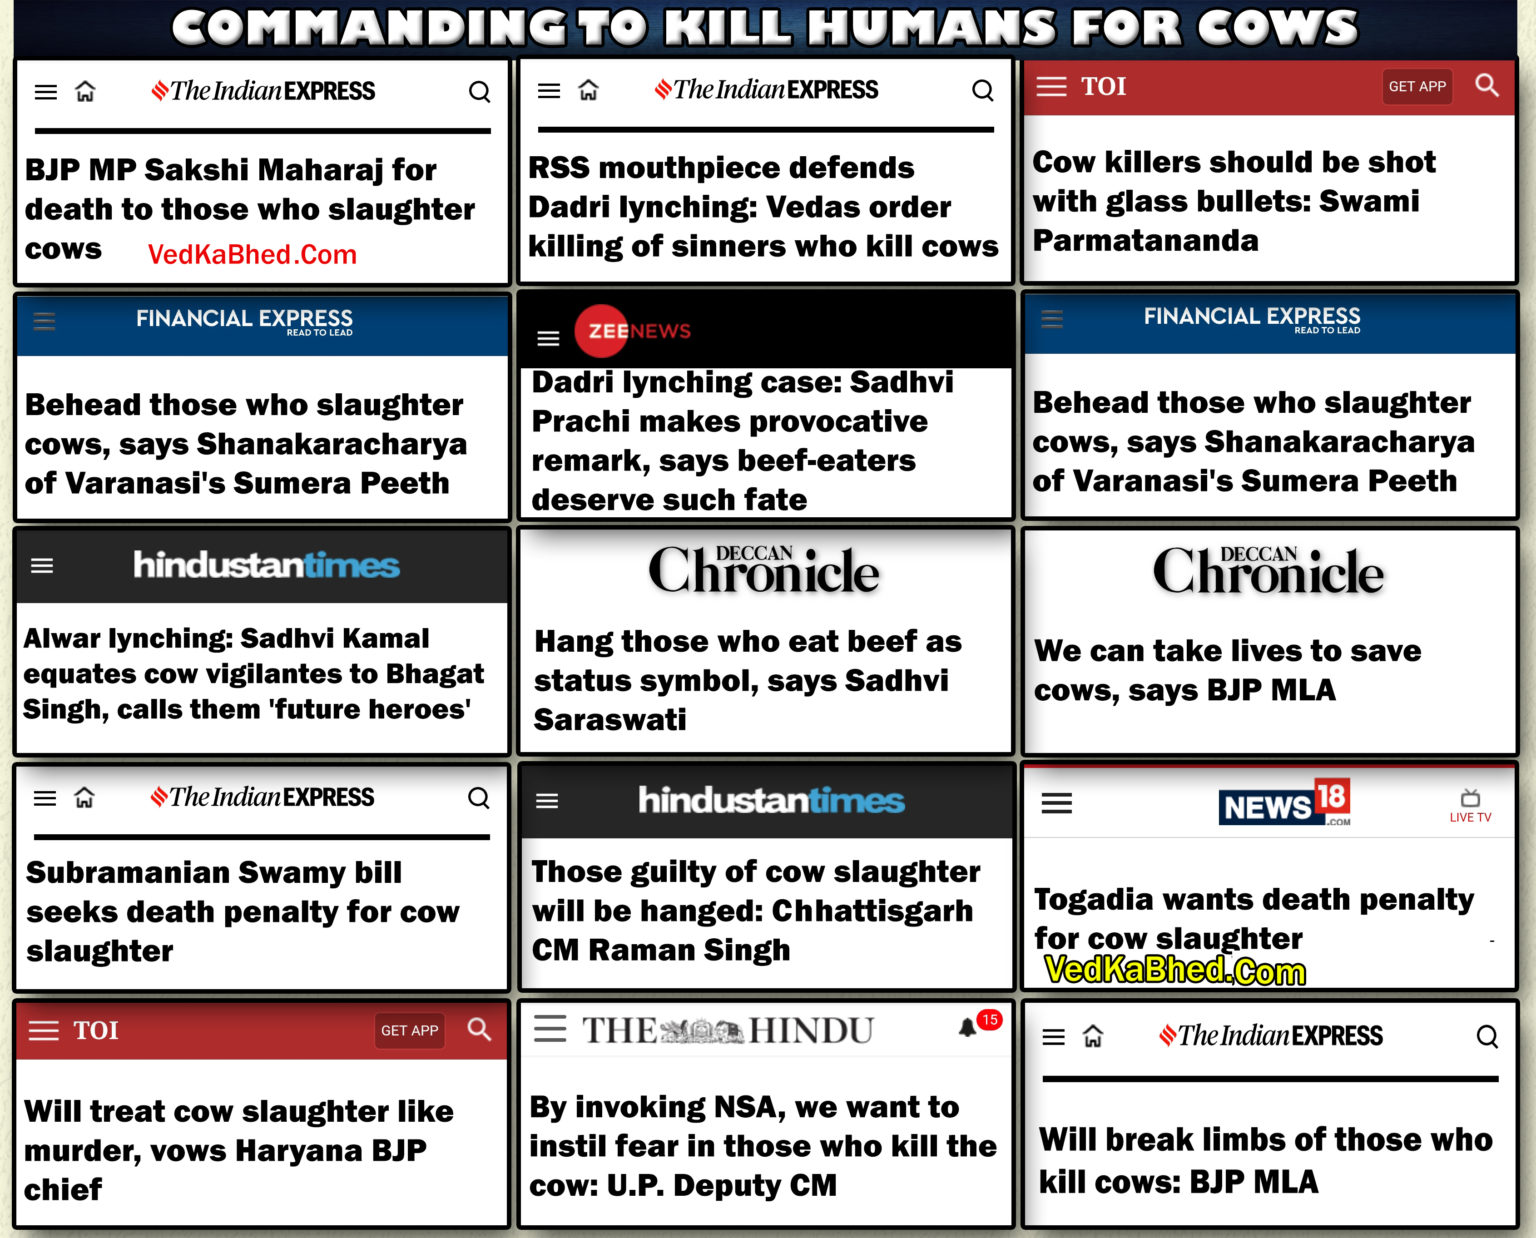 COMMANDING TO KILL HUMANS FOR COWS
The Indian EXPRESS
BJP MP Sakshi Maharaj for
death to those who slaughter
cows
VedKaBhed.Com
The Indian EXPRESS
RSS mouthpiece defends
Dadri lynching: Vedas order
killing of sinners who kill cows
TOI
GET APP
Cow killers should be shot
with glass bullets: Swami
Parmatananda
FINANCIAL EXPRESS
READ TO LEAD
Behead those who slaughter
cows, says Shanakaracharya
of Varanasi's Sumera Peeth
ZEENEWS
Dadri lynching case: Sadhvi
Prachi makes provocative
remark, says beef-eaters
deserve such fate
FINANCIAL EXPRESS
READ TO LEAD
Behead those who slaughter
cows, says Shanakaracharya
of Varanasi's Sumera Peeth
hindustantimes
Alwar lynching: Sadhvi Kamal
equates cow vigilantes to Bhagat
Singh, calls them 'future heroes'
DECCAN
Chronicle
Hang those who eat beef as
status symbol, says Sadhvi
Saraswati
DECCAN
Chronicle
We can take lives to save
cows, says BJP MLA
The Indian EXPRESS
Subramanian Swamy bill
seeks death penalty for cow
slaughter
hindustantimes
Those guilty of cow slaughter
will be hanged: Chhattisgarh
CM Raman Singh
NEWS18
.COM
LIVE TV
Togadia wants death penalty
for cow slaughter -
VedKaBhed.Com
TOI
GET APP
Will treat cow slaughter like
murder, vows Haryana BJP
chief
THE HINDU
15
By invoking NSA, we want to
instil fear in those who kill the
cow: U.P. Deputy CM
The Indian EXPRESS
Will break limbs of those who
kill cows: BJP MLA